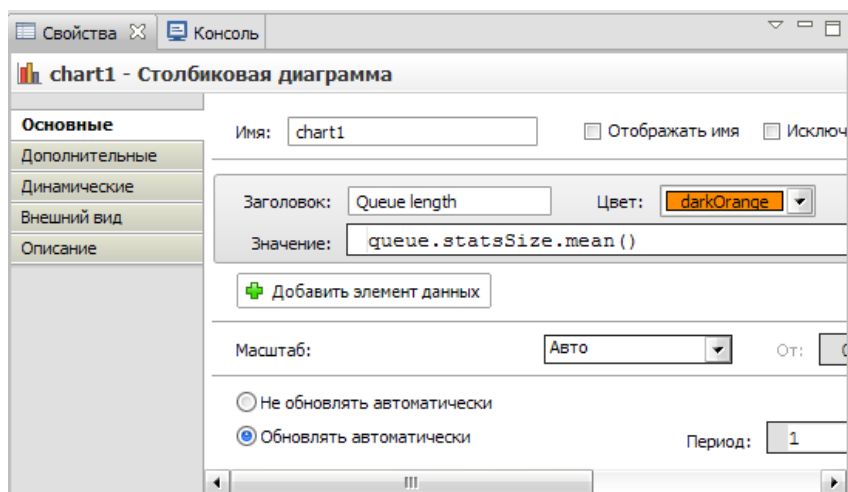 Свойства Консоль
chart1 - Столбиковая диаграмма
Основные
Дополнительные
Динамические
Внешний вид
Описание
Имя: chart1 Отображать имя Исключ
Заголовок: Queue length Цвет: darkOrange
Значение: queue.statsSize.mean()
Добавить элемент данных
Масштаб: Авто От:
Не обновлять автоматически
Обновлять автоматически
Период: 1